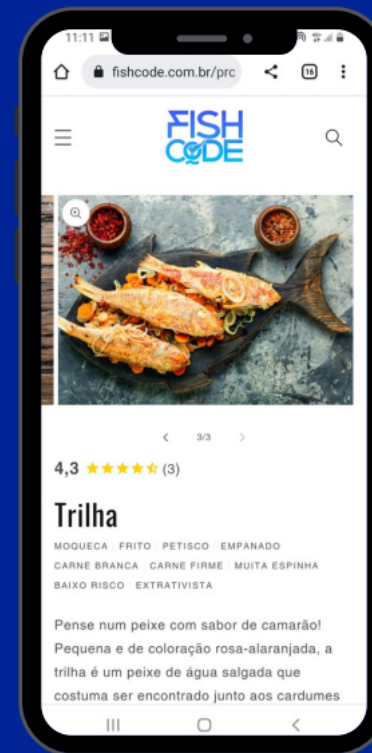 11:11
fishcode.com.br/prc
16
FISH
CODE
3/3
4,3 (3)
Trilha
MOQUECA FRITO PETISCO EMPANADO
CARNE BRANCA CARNE FIRME MUITA ESPINHA
BAIXO RISCO EXTRATIVISTA
Pense num peixe com sabor de camarão!
Pequena e de coloração rosa-alaranjada, a
trilha é um peixe de água salgada que
costuma ser encontrado junto aos cardumes